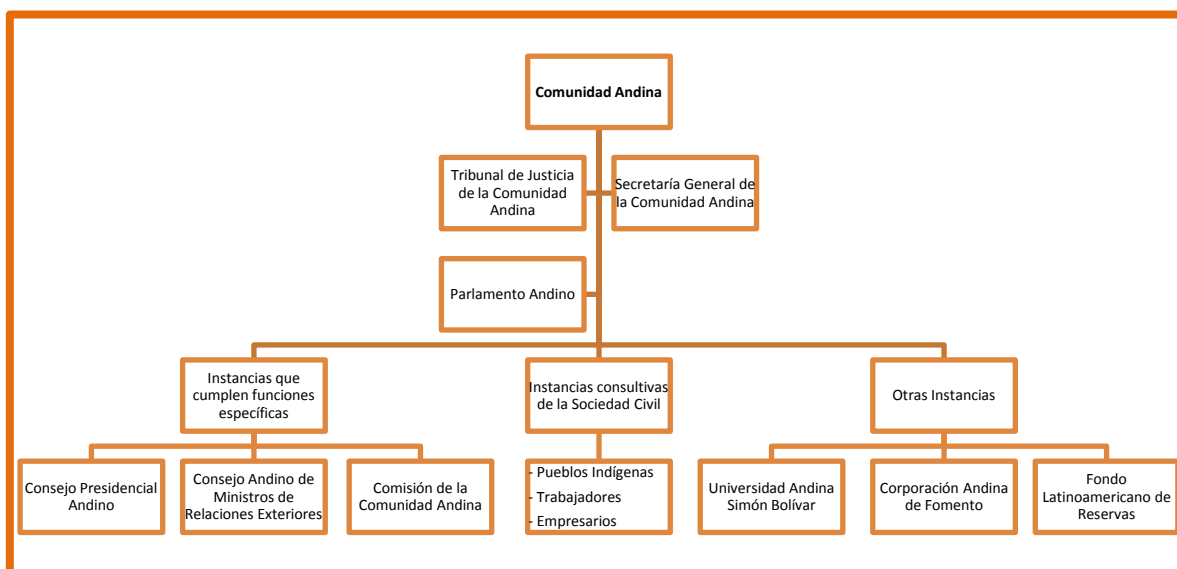 Comunidad Andina
Tribunal de Justicia
de la Comunidad
Andina
Secretaría General de
la Comunidad Andina
Parlamento Andino
Instancias que
cumplen funciones
específicas
Instancias consultivas
de la Sociedad Civil
Otras Instancias
Consejo Presidencial
Andino
Consejo Andino de
Ministros de
Relaciones Exteriores
Comisión de la
Comunidad Andina
- Pueblos Indígenas
- Trabajadores
- Empresarios
Universidad Andina
Simón Bolívar
Corporación Andina
de Fomento
Fondo
Latinoamericano de
Reservas